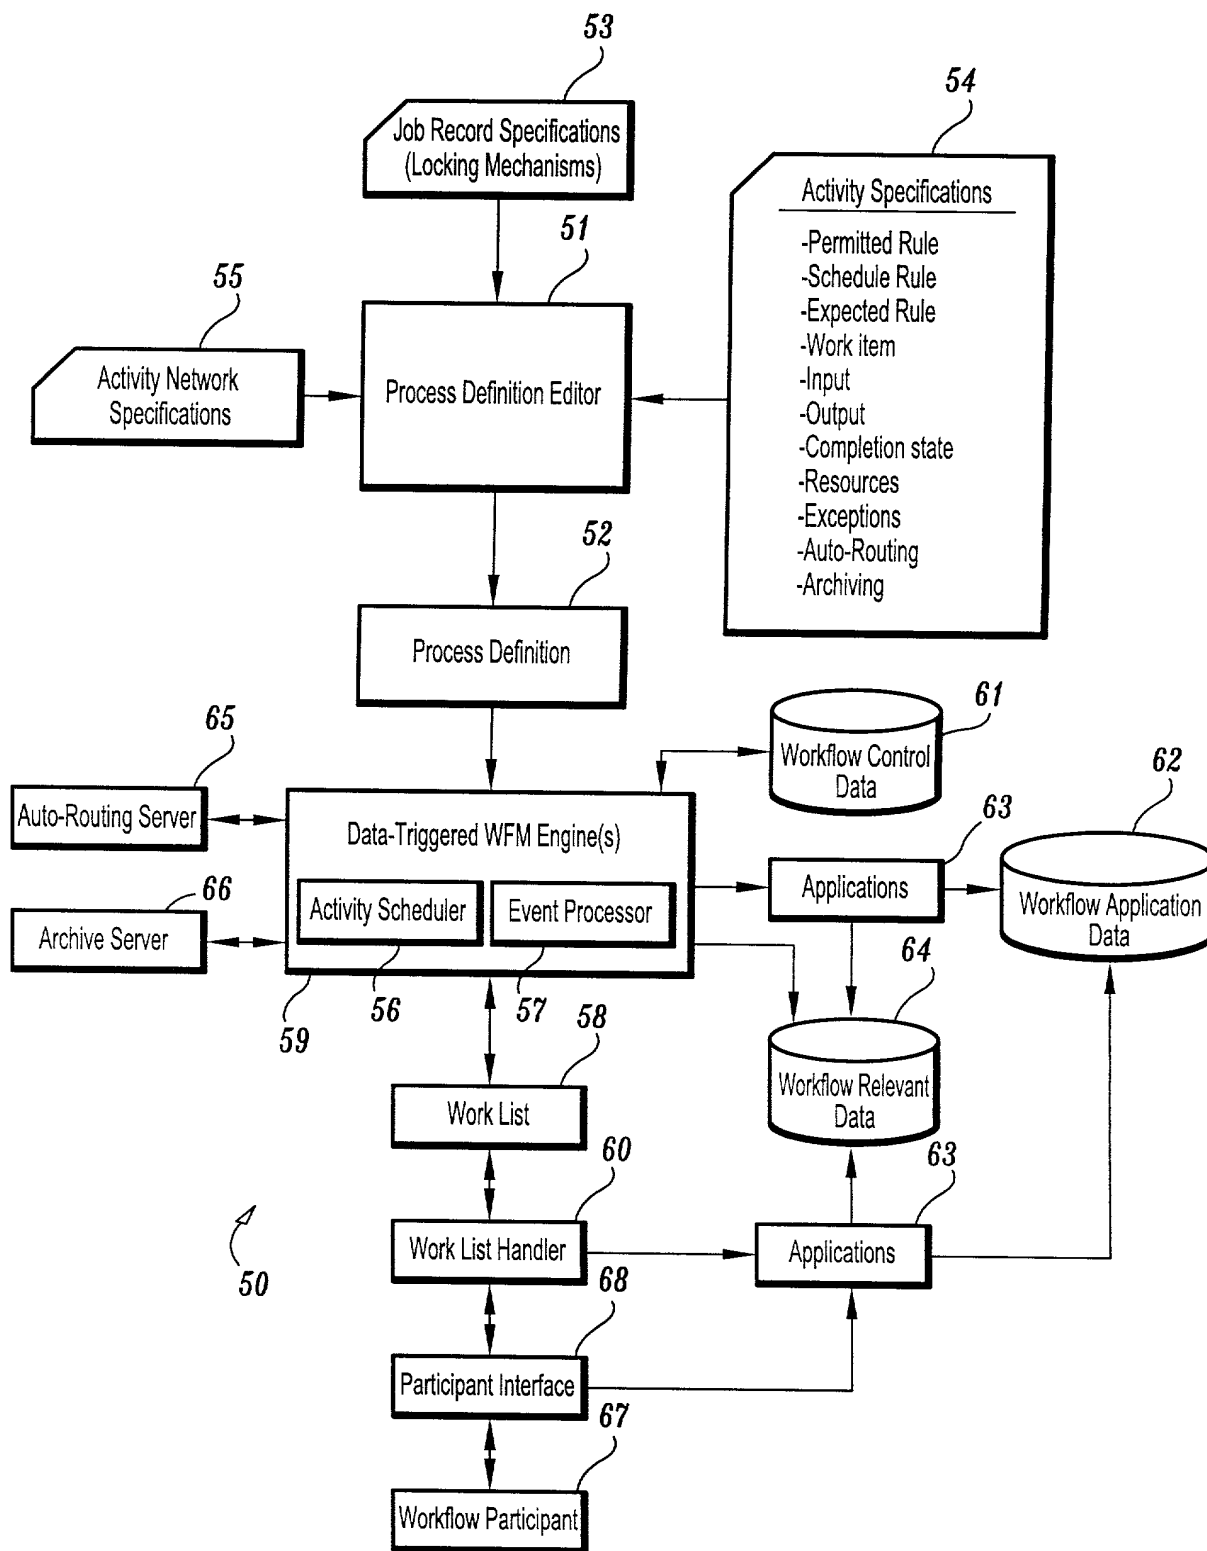 53
Job Record Specifications
(Locking Mechanisms)
54
Activity Specifications
-Permitted Rule
-Schedule Rule
-Expected Rule
-Work item
-Input
-Output
-Completion state
-Resources
-Exceptions
-Auto-Routing
-Archiving
51
Process Definition Editor
55
Activity Network
Specifications
52
Process Definition
61
Workflow Control
Data
65
Auto-Routing Server
66
Archive Server
Data-Triggered WFM Engine(s)
Activity Scheduler
Event Processor
56
57
59
63
Applications
62
Workflow Application
Data
64
Workflow Relevant
Data
58
Work List
60
Work List Handler
63
Applications
50
68
Participant Interface
67
Workflow Participant